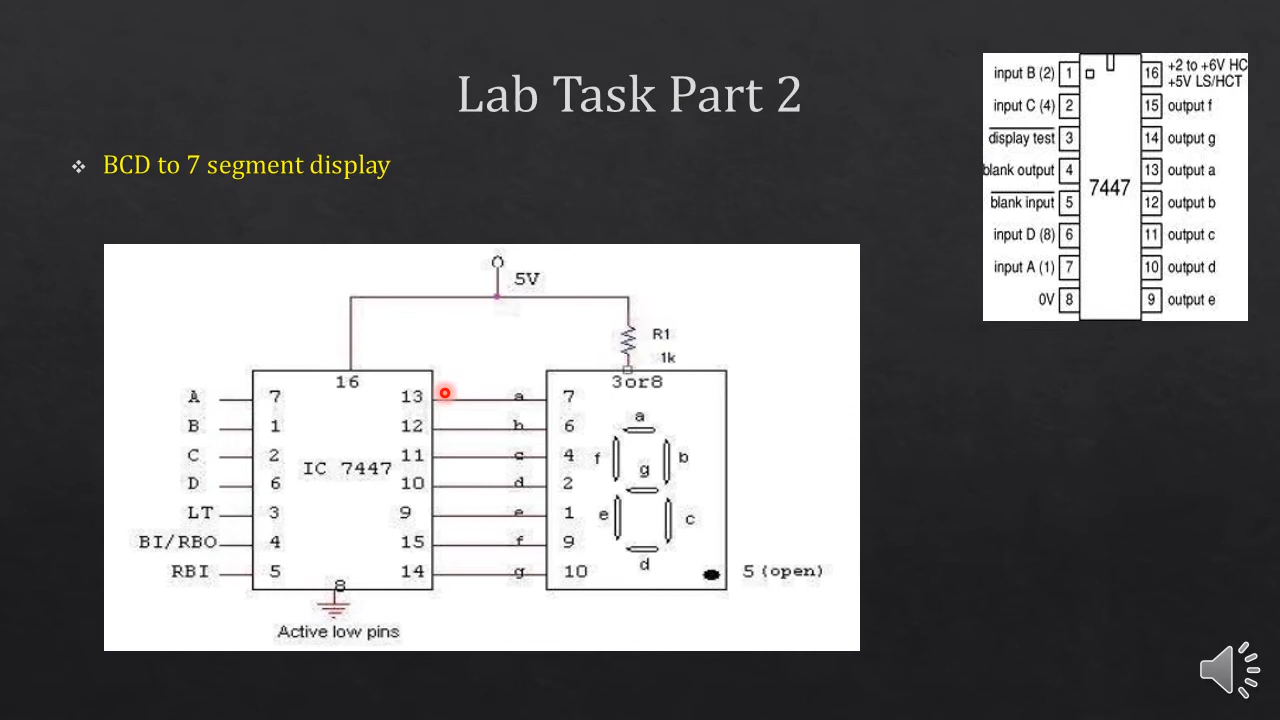 Lab Task Part 2
BCD to 7 segment display
input B (2) 1 16 +2 to +6V HC
+5V LS/HCT
input C (4) 2 15 output f
display test 3 14 output g
blank output 4 13 output a
7447
blank input 5 12 output b
input D (8) 6 11 output c
input A (1) 7 10 output d
0V 8 9 output e
5V
R1
1k
16 3or8
A 7 13 a 7
a
B 1 12 b 6
C 2 11 c 4 f g b
IC 7447
D 6 10 d 2
LT 3 9 e 1 e c
BI/RBO 4 15 f 9
d
RBI 5 14 g 10 5 (open)
8
Active low pins